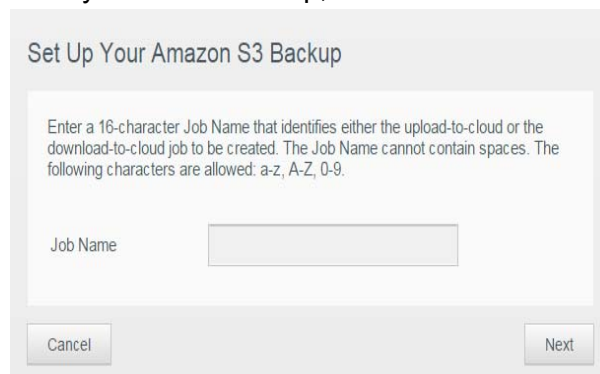 Set Up Your Amazon S3 Backup
Enter a 16-character Job Name that identifies either the upload-to-cloud or the
download-to-cloud job to be created. The Job Name cannot contain spaces. The
following characters are allowed: a-z, A-Z, 0-9.
Job Name
Cancel
Next